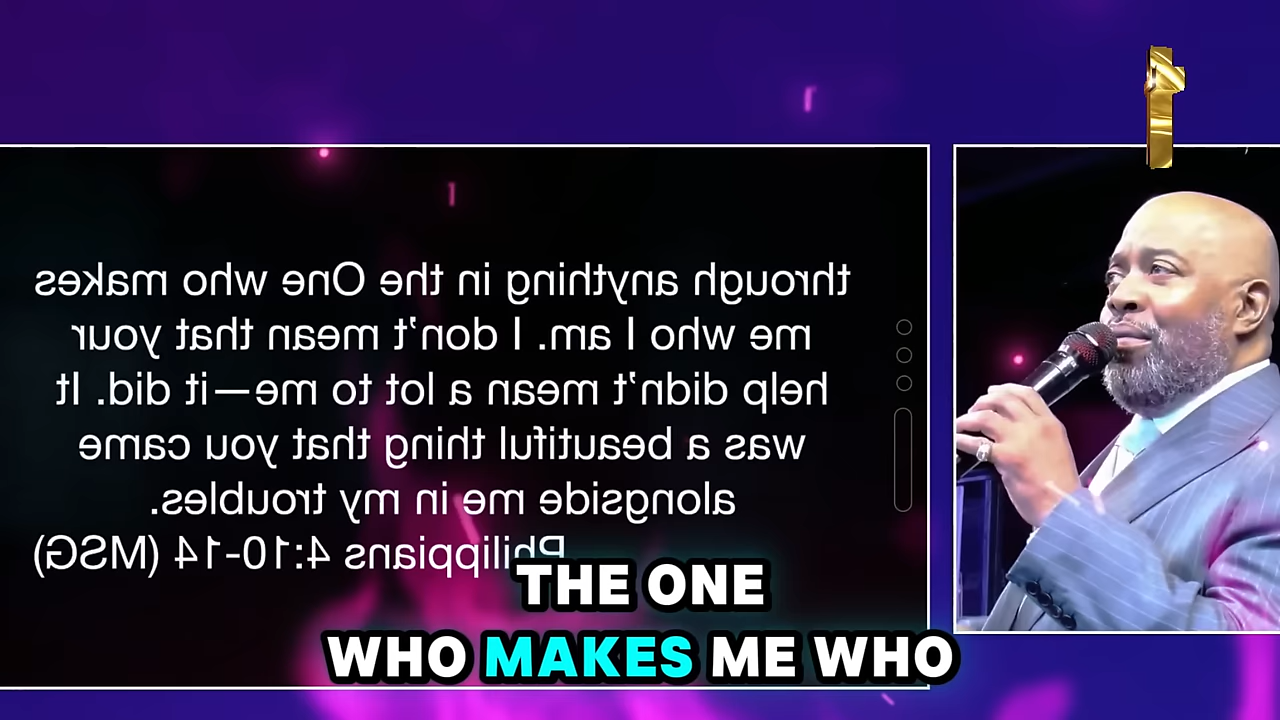 through anything in the One who makes
me who I am. I don't mean that your
help didn't mean a lot to me—it did. It
was a beautiful thing that you came
alongside me in my troubles.
Philippians 4:10-14 (MSG)
THE ONE
WHO MAKES ME WHO